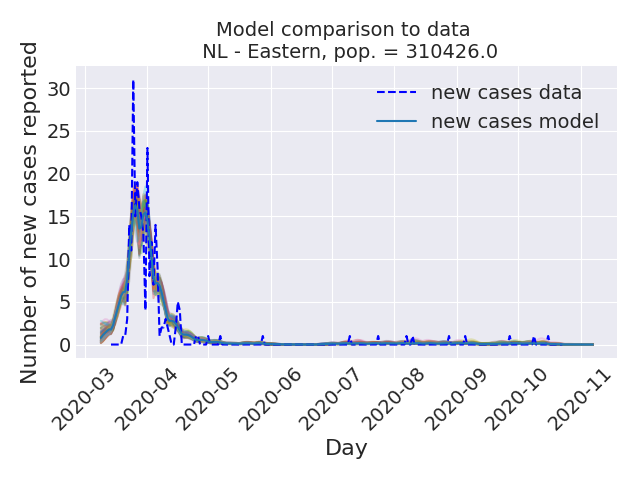 Model comparison to data
NL - Eastern, pop. = 310426.0
Number of new cases reported
30
25
20
15
10
5
0
new cases data
new cases model
2020-03
2020-04
2020-05
2020-06
2020-07
2020-08
2020-09
2020-10
2020-11
Day